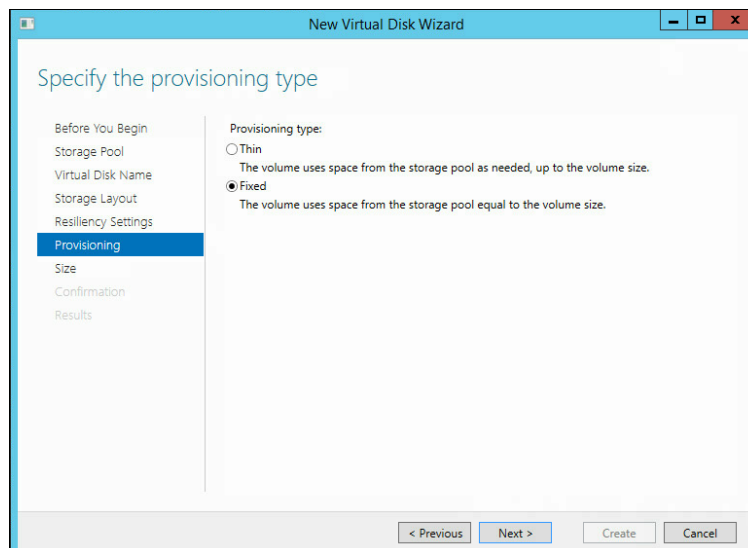 New Virtual Disk Wizard
Specify the provisioning type
Before You Begin
Storage Pool
Virtual Disk Name
Storage Layout
Resiliency Settings
Provisioning
Size
Confirmation
Results
Provisioning type:
Thin
The volume uses space from the storage pool as needed, up to the volume size.
Fixed
The volume uses space from the storage pool equal to the volume size.
< Previous
Next >
Create
Cancel